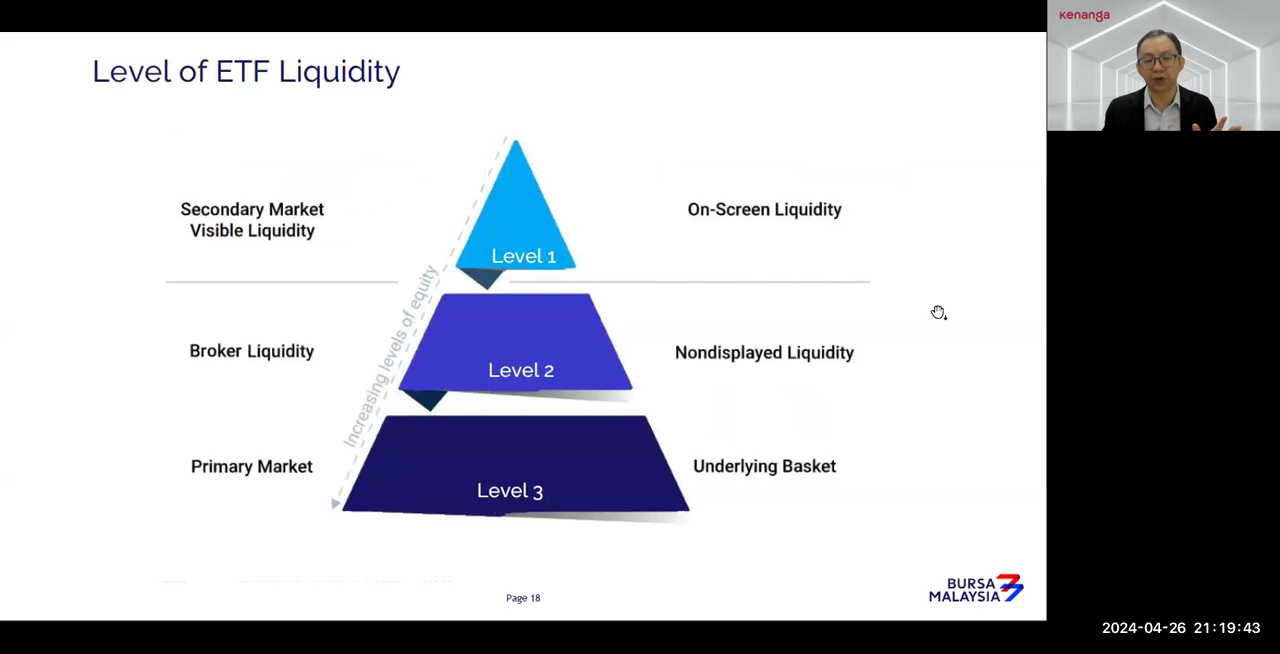 Level of ETF Liquidity
kenanga
Secondary Market
Visible Liquidity
On-Screen Liquidity
Level 1
Increasing levels of equity
Broker Liquidity
Nondisplayed Liquidity
Level 2
Primary Market
Underlying Basket
Level 3
Page 18
BURSA
MALAYSIA
2024-04-26 21:19:43